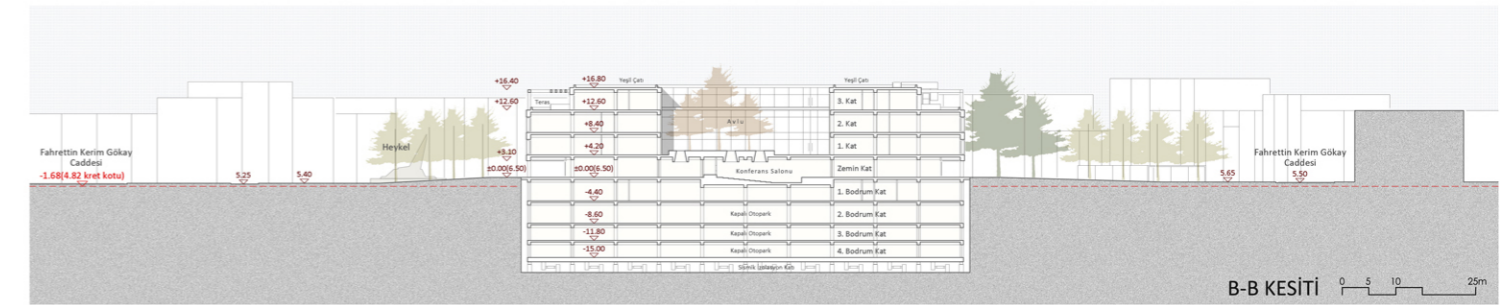 +16.40
+16.80
Yeşil Çatı
Yeşil Çatı
+12.60
Teras
+12.60
3. Kat
+8.40
Avlu
2. Kat
Heykel
+4.20
1. Kat
Fahrettin Kerim Gökay
Caddesi
-1.68(4.82 kret kotu)
5.25
5.40
+3.10
±0.00(6.50)
±0.00(6.50)
Konferans Salonu
Zemin Kat
Fahrettin Kerim Gökay
Caddesi
5.65
5.50
-4.40
1. Bodrum Kat
-8.60
Kapalı Otopark
2. Bodrum Kat
-11.80
Kapalı Otopark
3. Bodrum Kat
-15.00
Kapalı Otopark
4. Bodrum Kat
Sismik İzolasyon Katı
B-B KESİTİ
0 5 10 25m